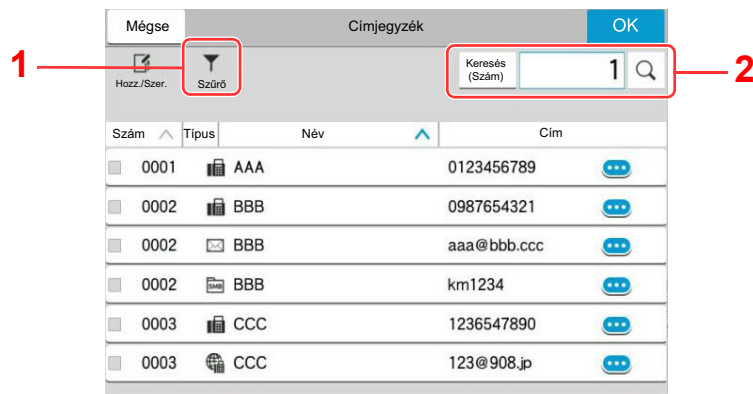 Mégse Címjegyzék OK
1
Hozz./Szer. Szűrő Keresés (Szám) 1
2
Szám Típus Név Cím
0001 AAA 0123456789
0002 BBB 0987654321
0002 BBB aaa@bbb.ccc
0002 SMB BBB km1234
0003 CCC 1236547890
0003 CCC 123@908.jp